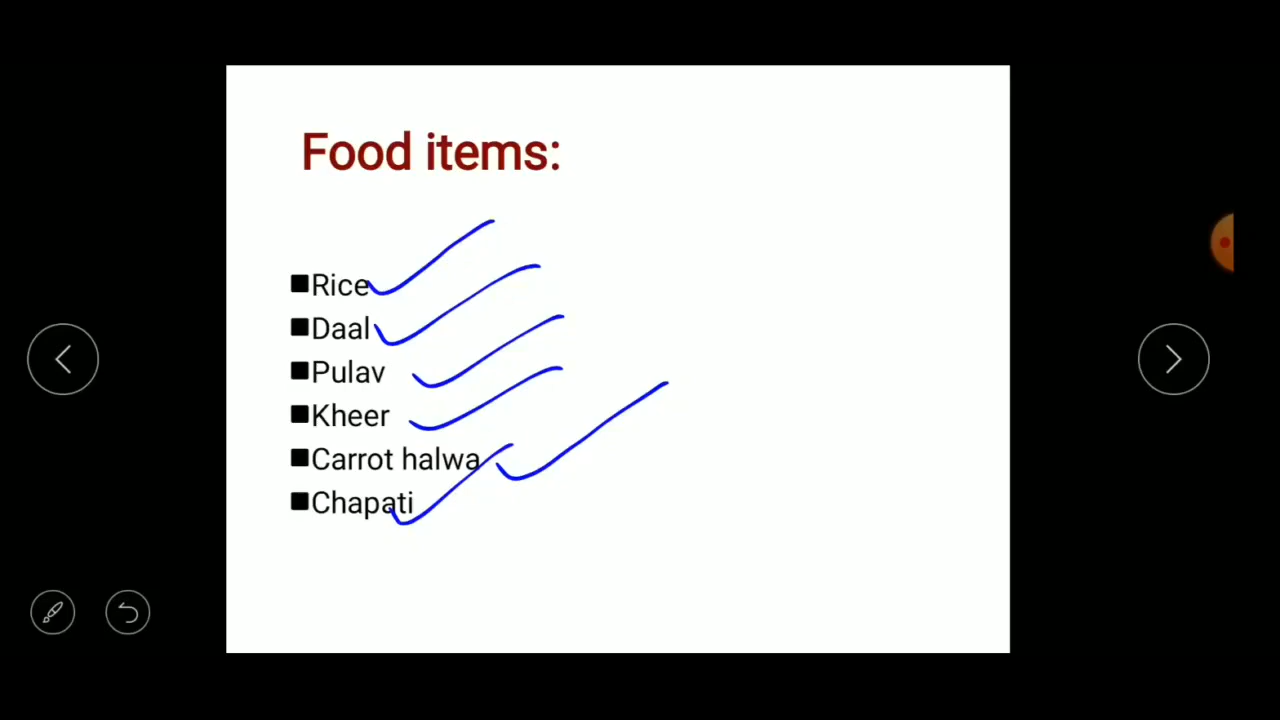 Food items:
Rice
Daal
Pulav
Kheer
Carrot halwa
Chapati